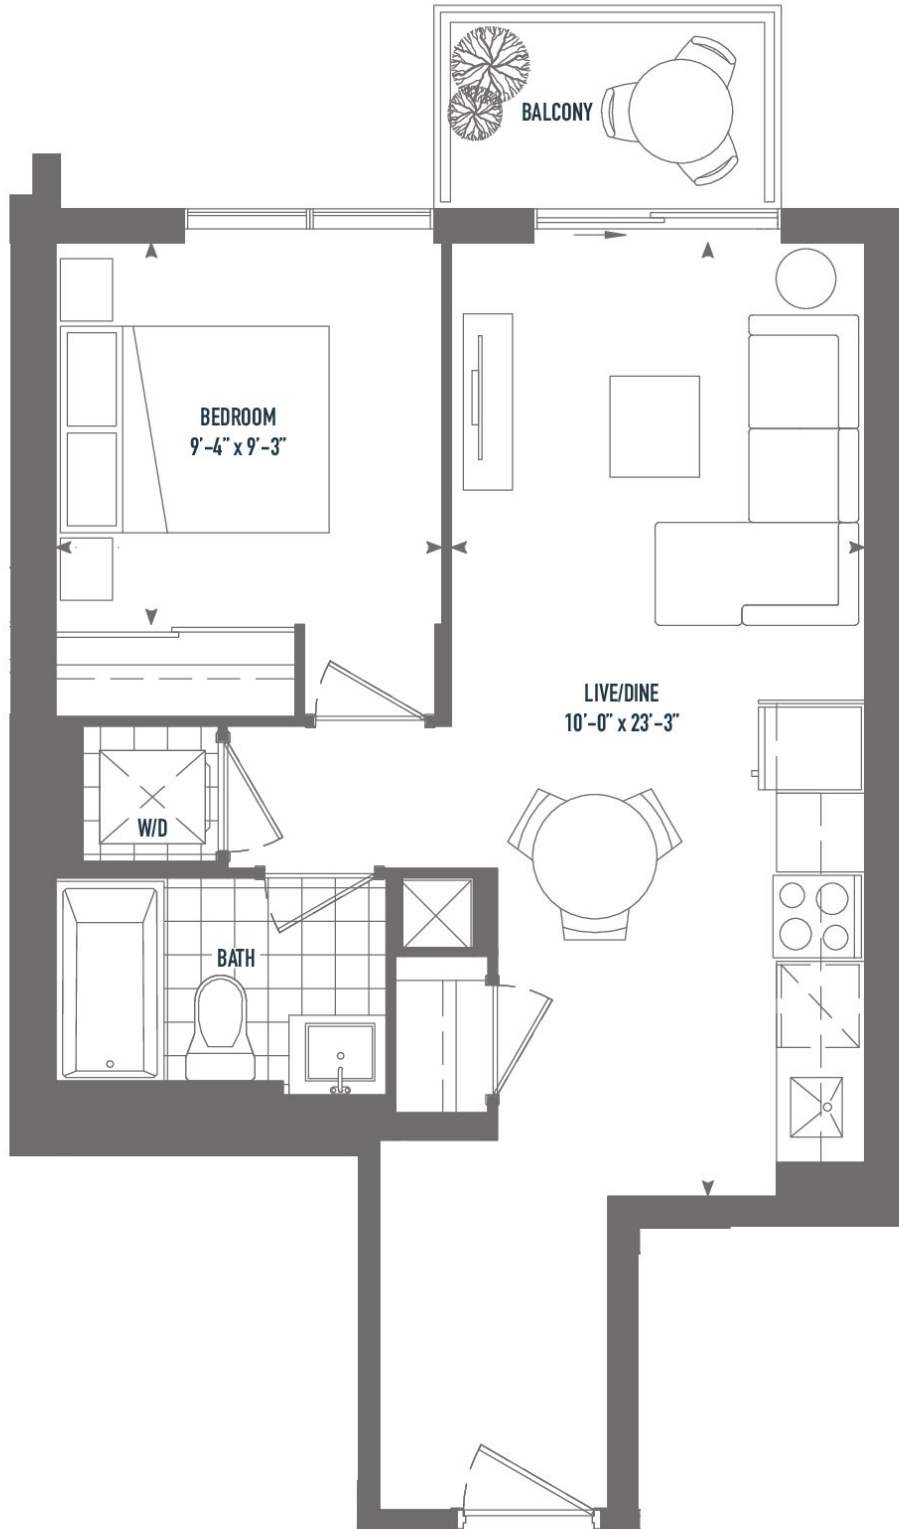 BALCONY
BEDROOM
9'-4" x 9'-3"
LIVE/DINE
10'-0" x 23'-3"
W/D
BATH